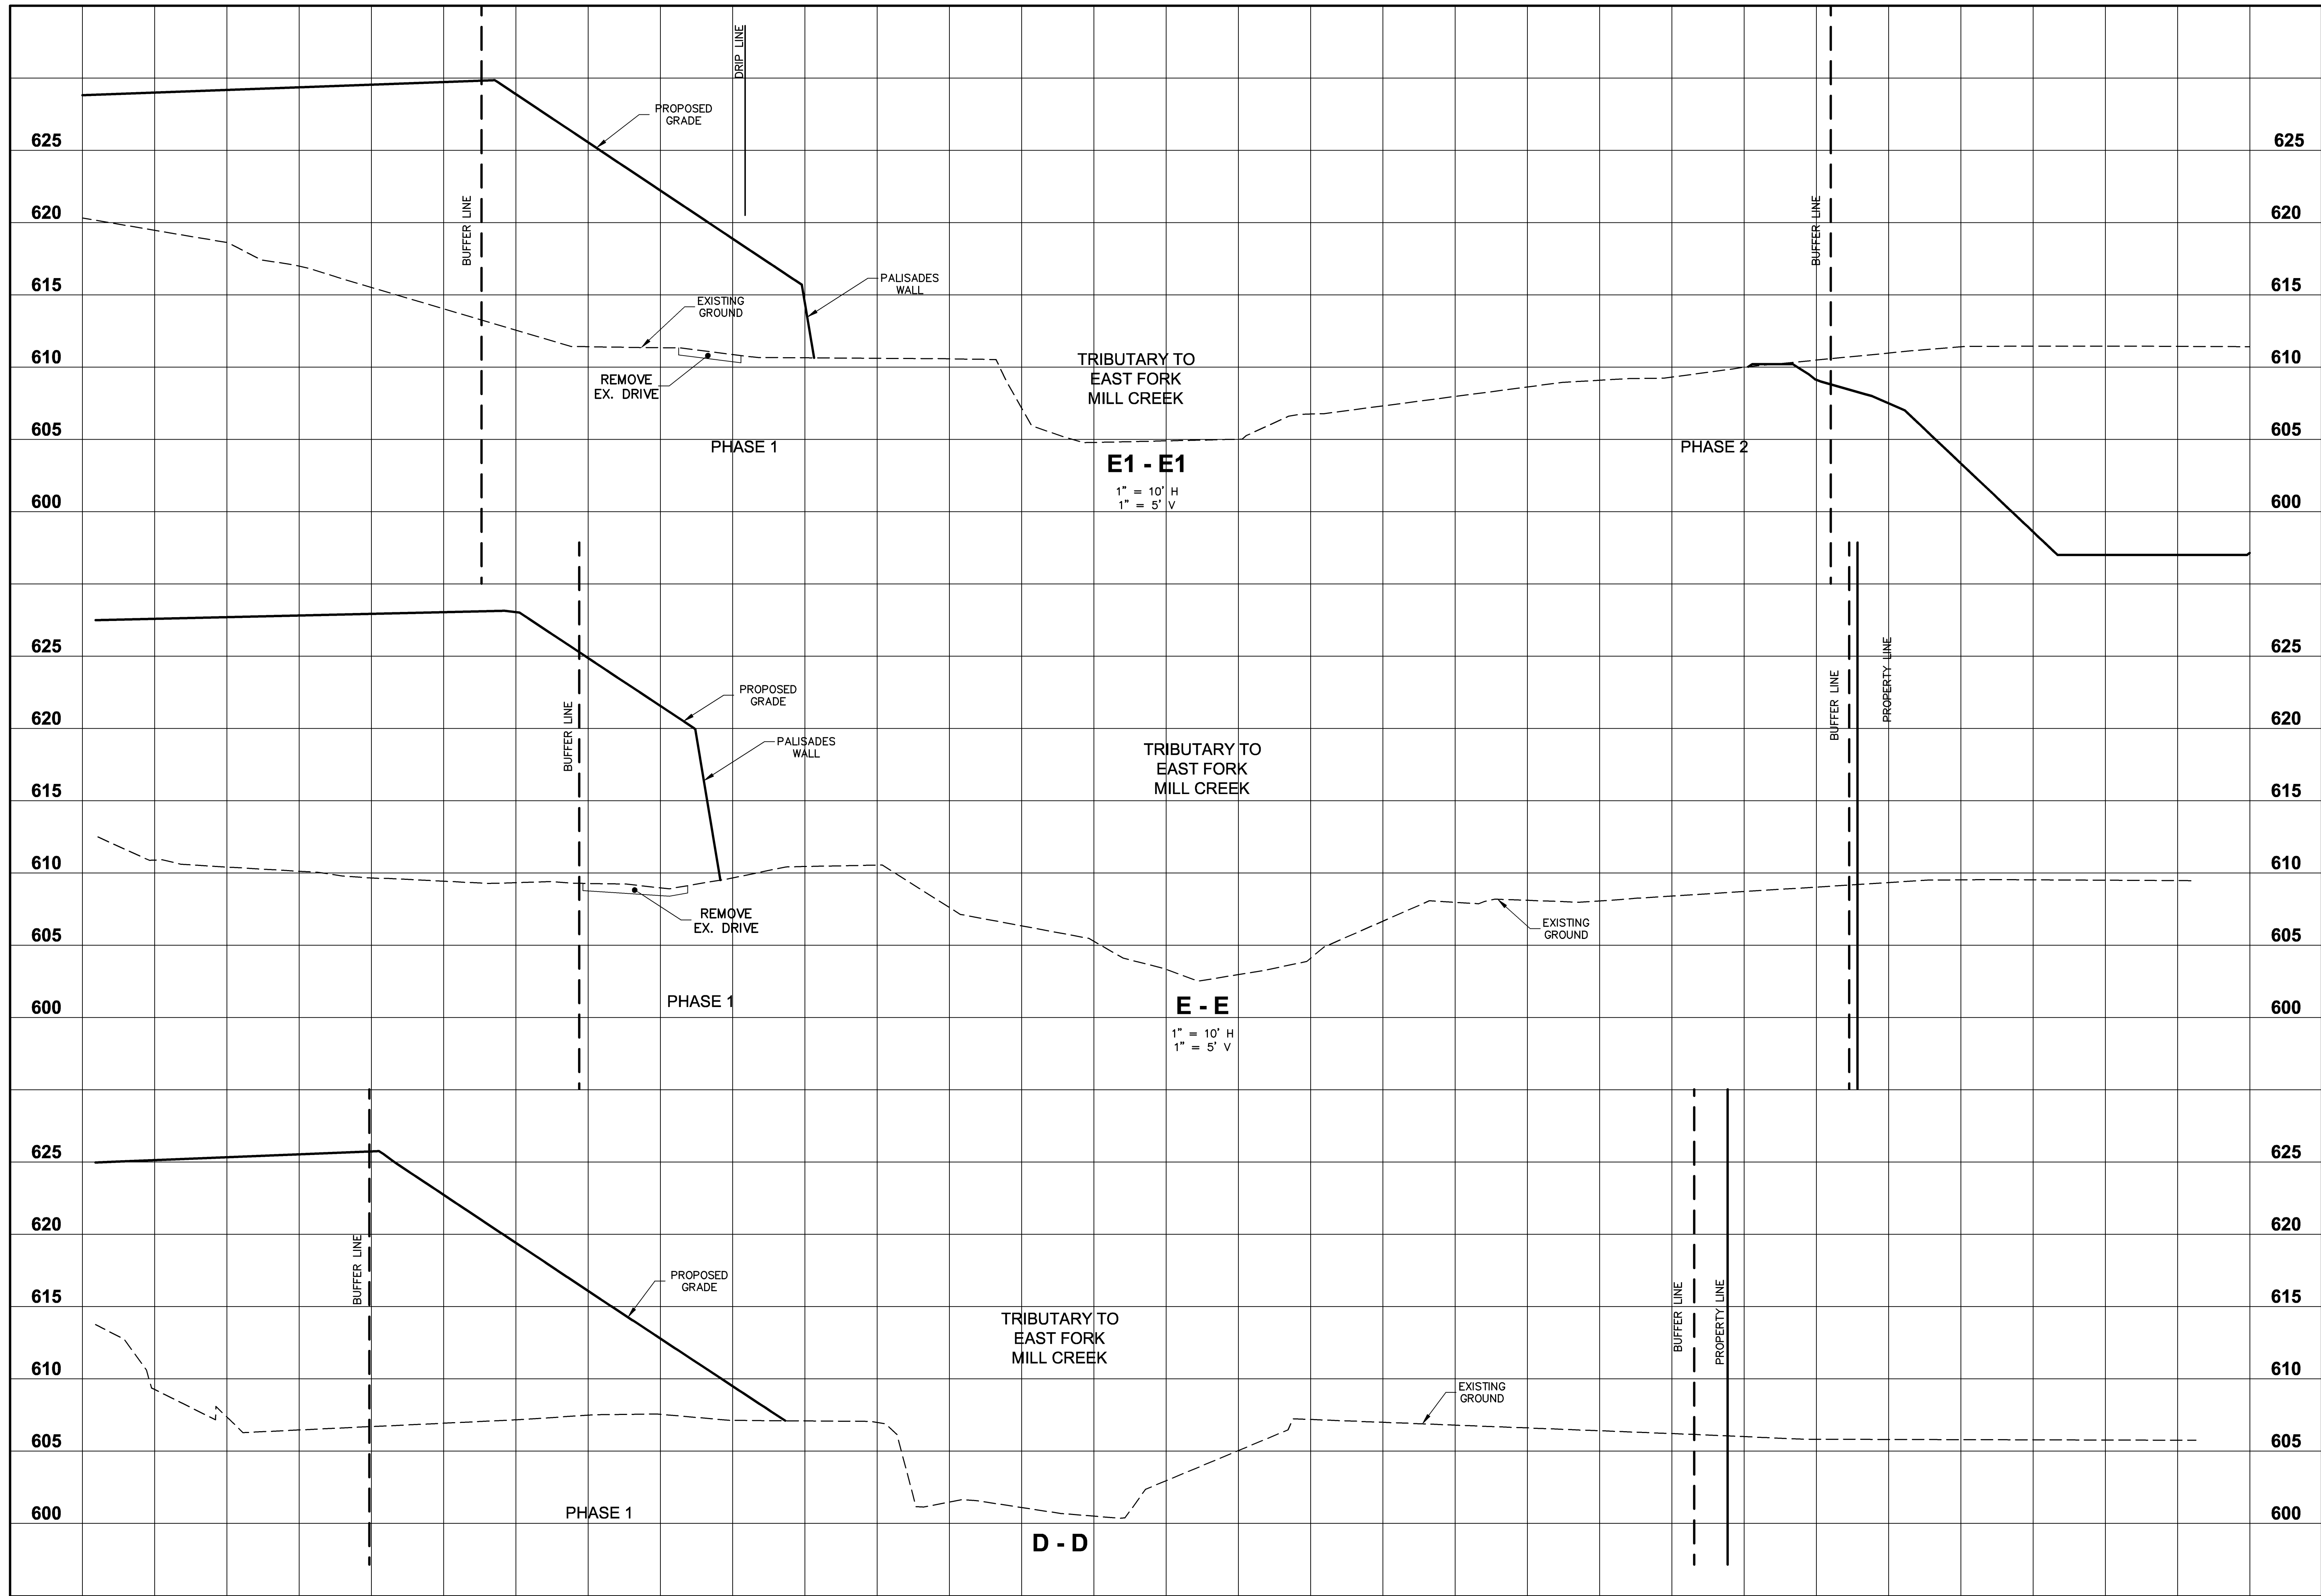 DRIP LINE
PROPOSED
GRADE
625
625
BUFFER LINE
BUFFER LINE
620
620
PALISADES
WALL
615
615
EXISTING
GROUND
610
610
TRIBUTARY TO
EAST FORK
MILL CREEK
REMOVE
EX. DRIVE
605
605
PHASE 1
PHASE 2
E1 - E1
1" = 10' H
1" = 5' V
600
600
625
625
BUFFER LINE
BUFFER LINE
PROPERTY LINE
PROPOSED
GRADE
620
620
PALISADES
WALL
TRIBUTARY TO
EAST FORK
MILL CREEK
615
615
610
610
REMOVE
EX. DRIVE
EXISTING
GROUND
605
605
PHASE 1
E - E
1" = 10' H
1" = 5' V
600
600
625
625
620
620
BUFFER LINE
PROPOSED
GRADE
BUFFER LINE
PROPERTY LINE
615
615
TRIBUTARY TO
EAST FORK
MILL CREEK
610
610
EXISTING
GROUND
605
605
PHASE 1
600
600
D - D